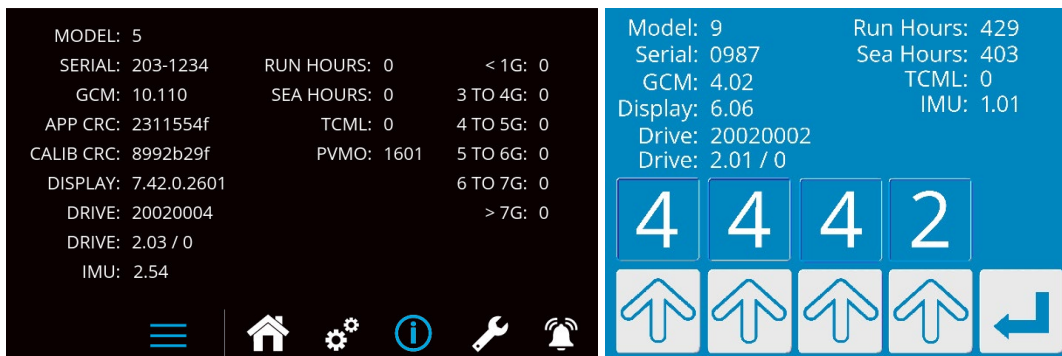 MODEL: 5
SERIAL: 203-1234 RUN HOURS: 0 < 1G: 0
GCM: 10.110 SEA HOURS: 0 3 TO 4G: 0
APP CRC: 2311554f TCML: 0 4 TO 5G: 0
CALIB CRC: 8992b29f PVMO: 1601 5 TO 6G: 0
DISPLAY: 7.42.0.2601 6 TO 7G: 0
DRIVE: 20020004 > 7G: 0
DRIVE: 2.03 / 0
IMU: 2.54
Model: 9 Run Hours: 429
Serial: 0987 Sea Hours: 403
GCM: 4.02 TCML: 0
Display: 6.06 IMU: 1.01
Drive: 20020002
Drive: 2.01 / 0
4 4 4 2